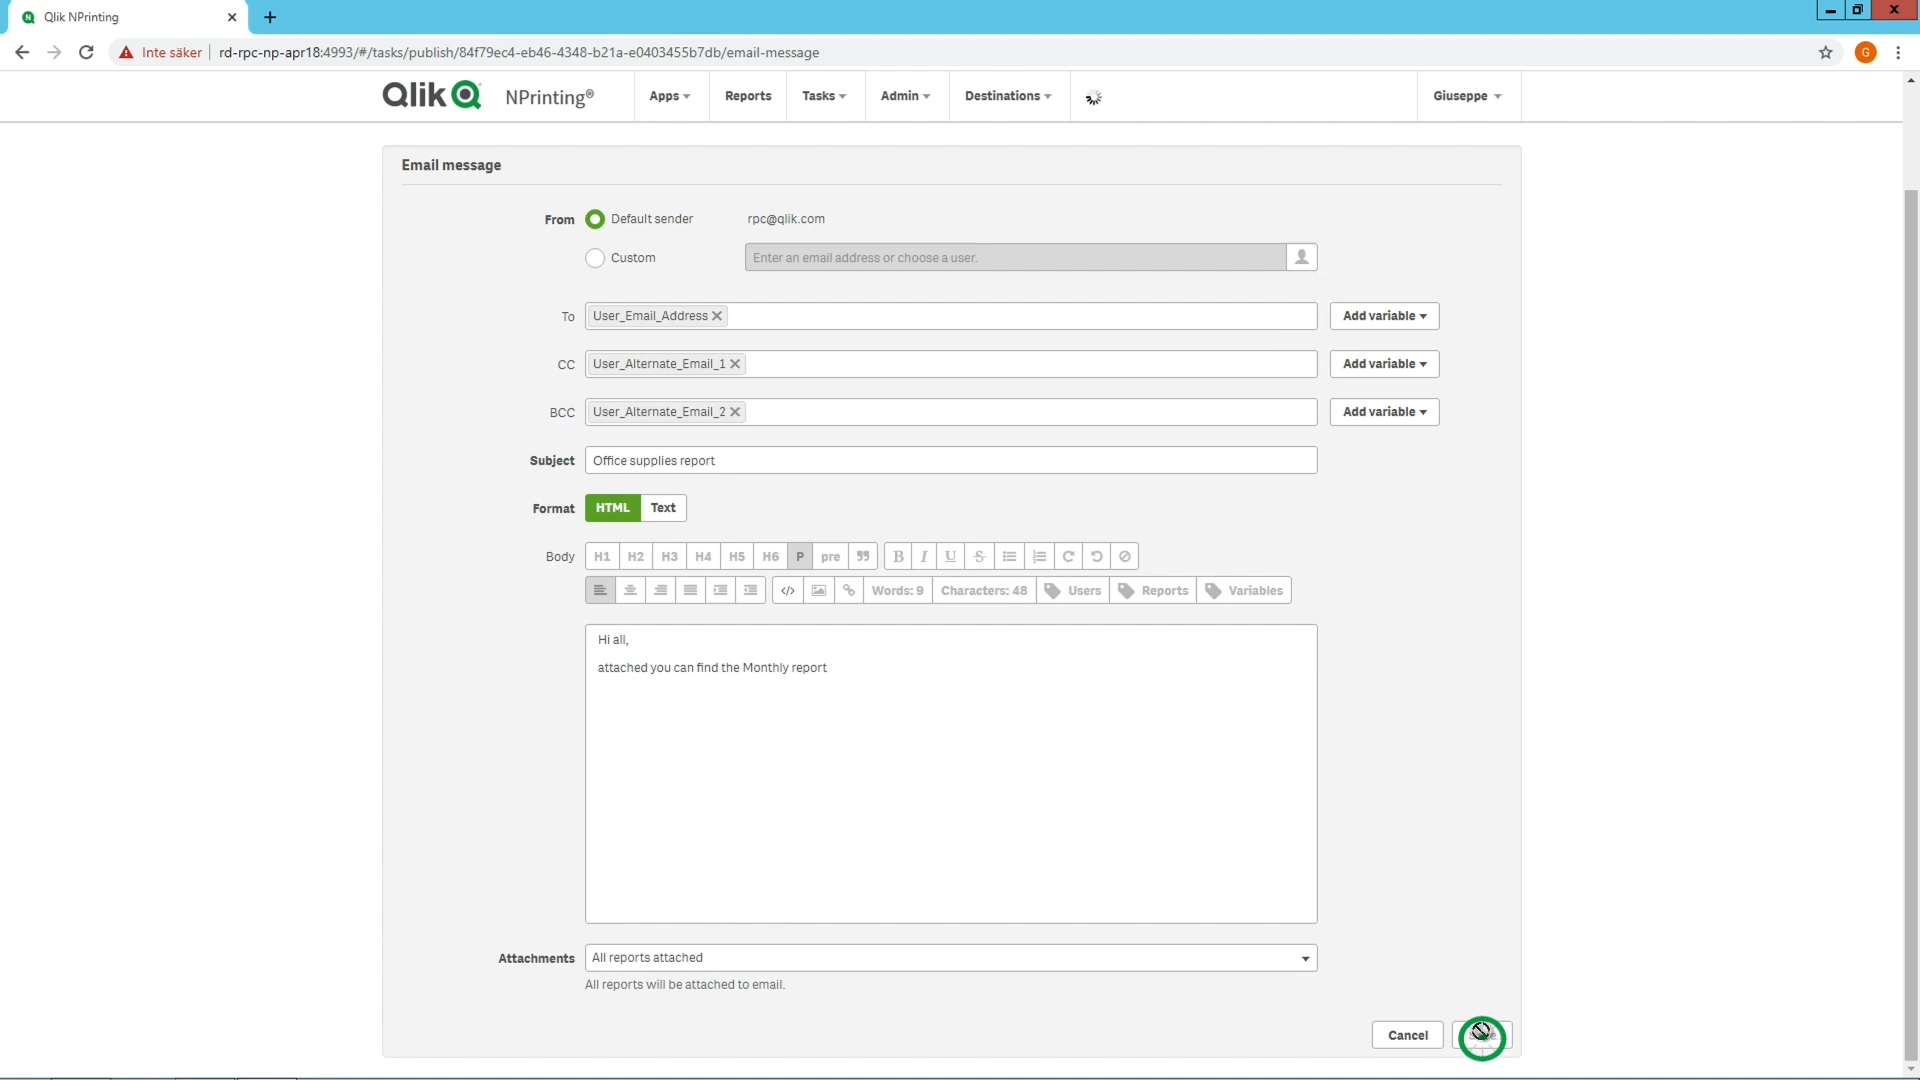 Qlik NPrinting
Inte säker
rd-rpc-np-apr18:4993/#/tasks/publish/84f79ec4-eb46-4348-b21a-e0403455b7db/email-message
G
Qlik NPrinting®
Apps
Reports
Tasks
Admin
Destinations
Giuseppe
Email message
From
Default sender
rpc@qlik.com
Custom
Enter an email address or choose a user.
To
User_Email_Address
Add variable
CC
User_Alternate_Email_1
Add variable
BCC
User_Alternate_Email_2
Add variable
Subject
Office supplies report
Format
HTML Text
Body
H1 H2 H3 H4 H5 H6 P pre B I U S
Words: 9 Characters: 48 Users Reports Variables
Hi all,
attached you can find the Monthly report
Attachments
All reports attached
All reports will be attached to email.
Cancel